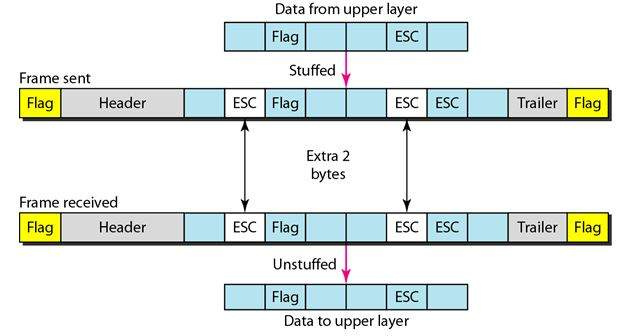 Data from upper layer
Flag ESC
Stuffed
Frame sent
Flag Header ESC Flag ESC ESC Trailer Flag
Extra 2
bytes
Frame received
Flag Header ESC Flag ESC ESC Trailer Flag
Unstuffed
Flag ESC
Data to upper layer